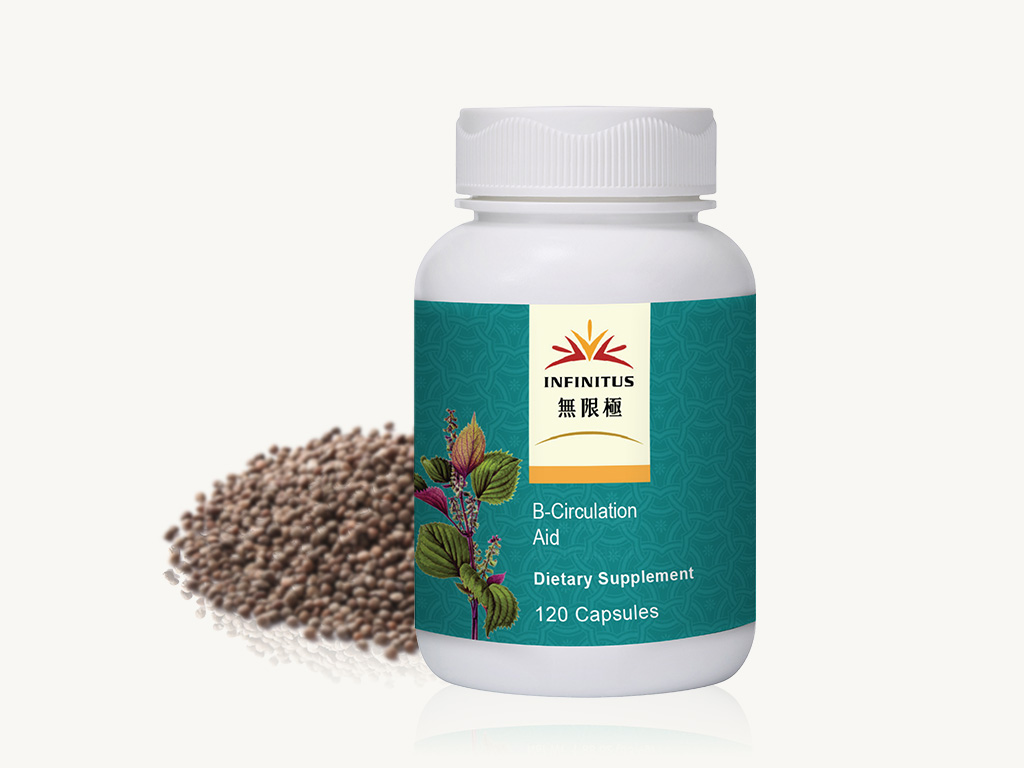 INFINITUS
無限極
B-Circulation
Aid
Dietary Supplement
120 Capsules